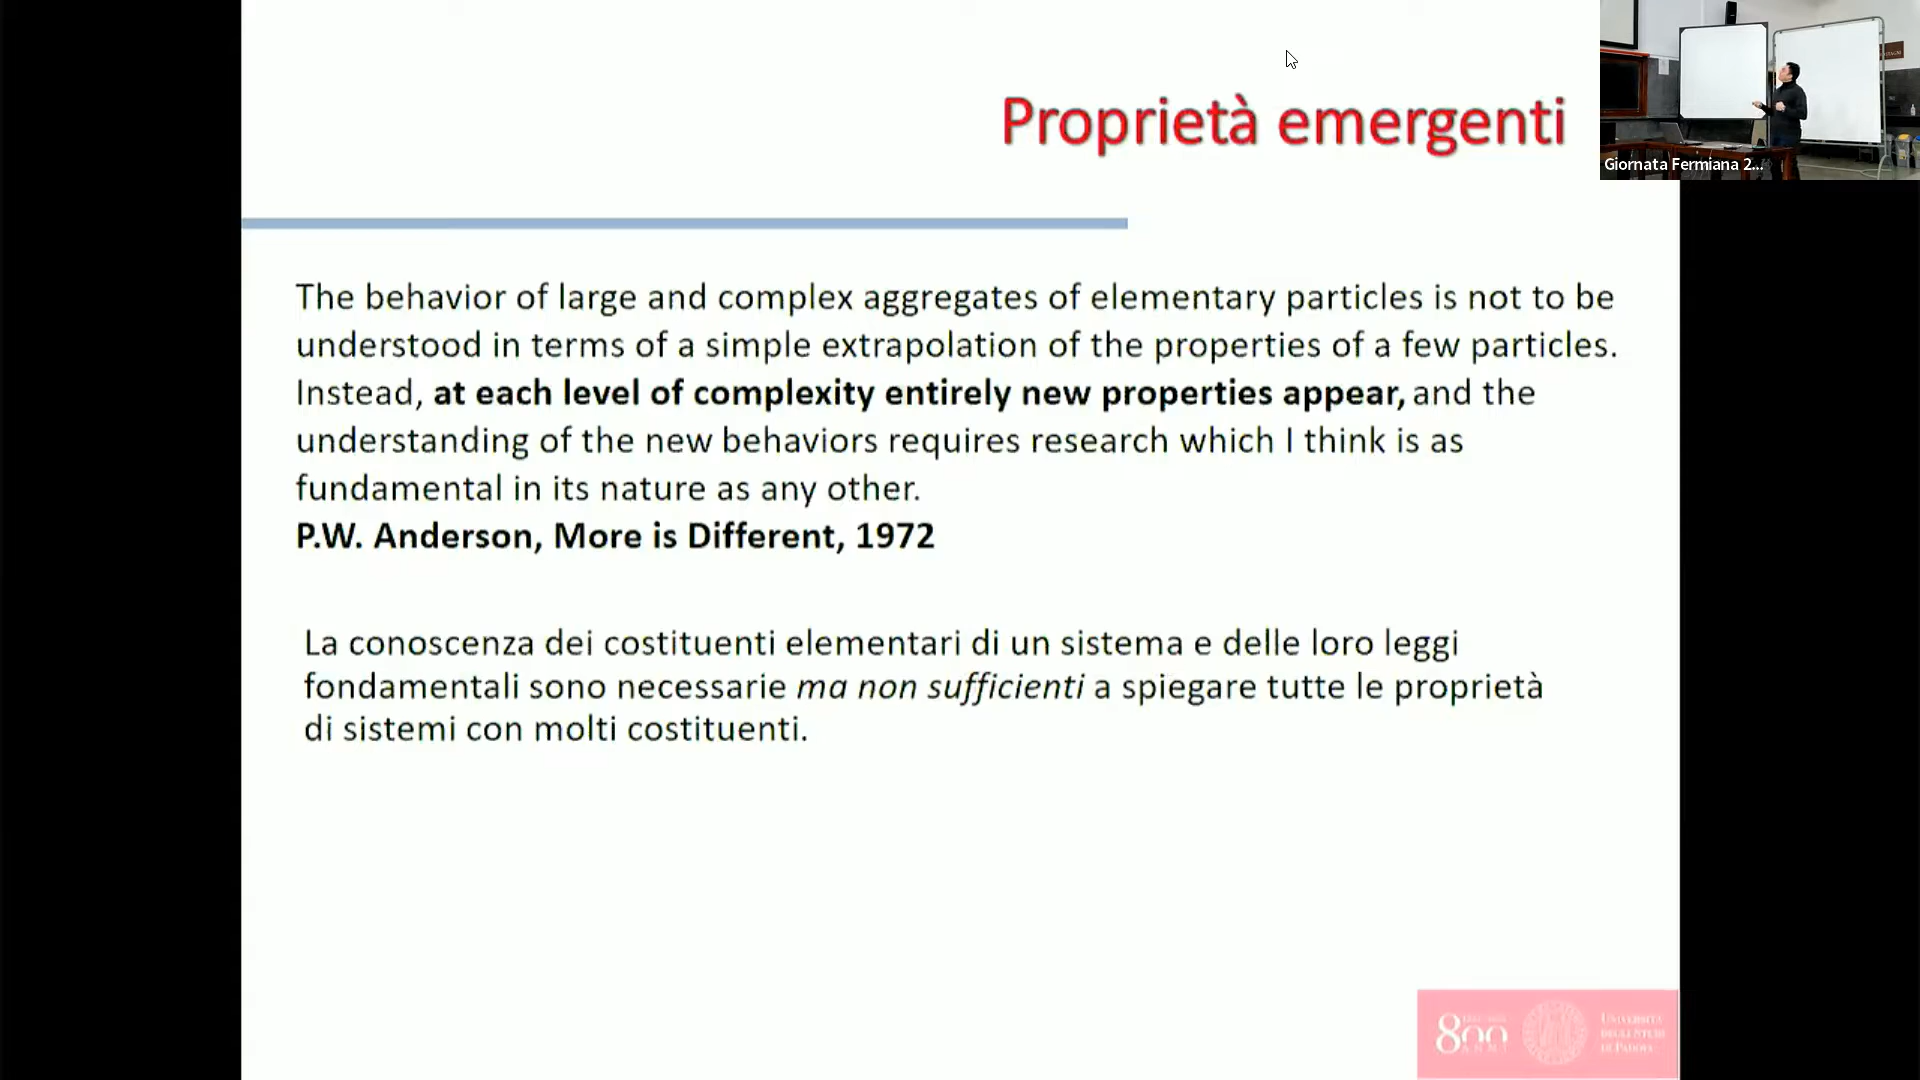 Proprietà emergenti
Giornata Fermiana 2...
The behavior of large and complex aggregates of elementary particles is not to be
understood in terms of a simple extrapolation of the properties of a few particles.
Instead, at each level of complexity entirely new properties appear, and the
understanding of the new behaviors requires research which I think is as
fundamental in its nature as any other.
P.W. Anderson, More is Different, 1972
La conoscenza dei costituenti elementari di un sistema e delle loro leggi
fondamentali sono necessarie ma non sufficienti a spiegare tutte le proprietà
di sistemi con molti costituenti.
800
ANNI
Università
degli Studi
di Padova